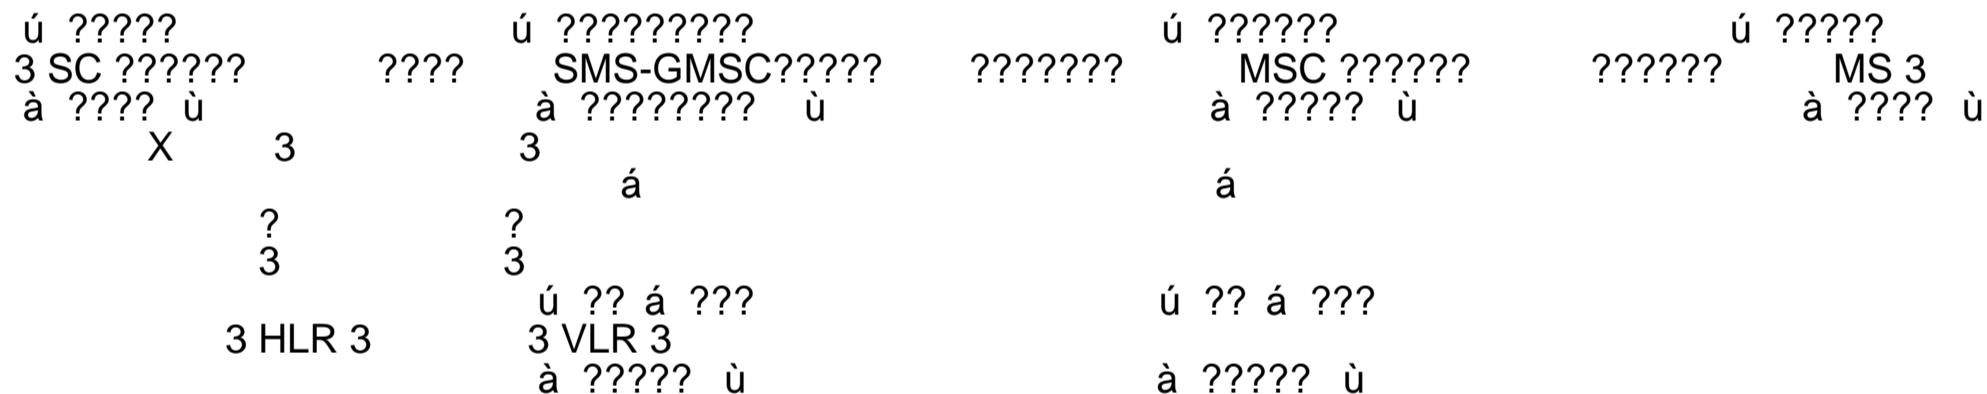 ú ????? ú ????????? ú ?????? ú ?????
3 SC ?????? ???? SMS-GMSC????? ??????? MSC ?????? ?????? MS 3
à ???? ù à ???????? ù à ????? ù à ???? ù
X 3 3
á á
? ?
3 3
ú ?? á ??? ú ?? á ???
3 HLR 3 3 VLR 3
à ????? ù à ????? ù